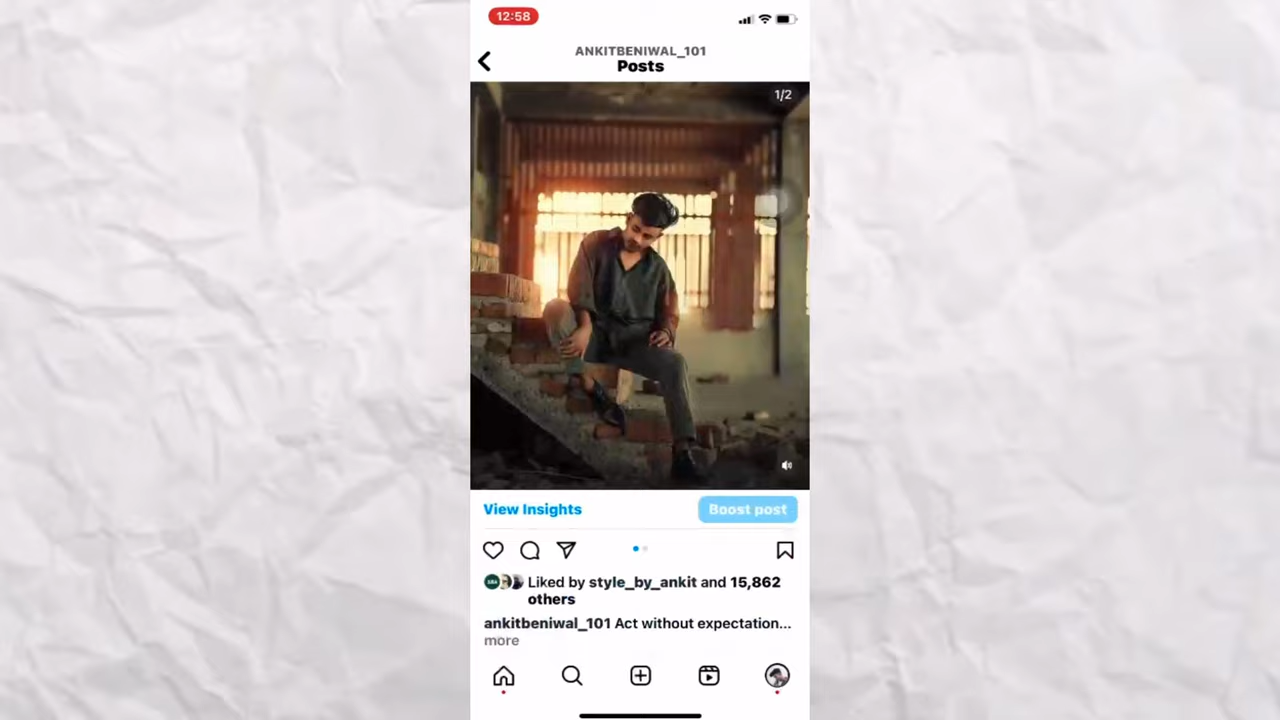 12:58
ANKITBENIWAL_101
Posts
1/2
View Insights
Boost post
Liked by style_by_ankit and 15,862
others
ankitbeniwal_101 Act without expectation...
more